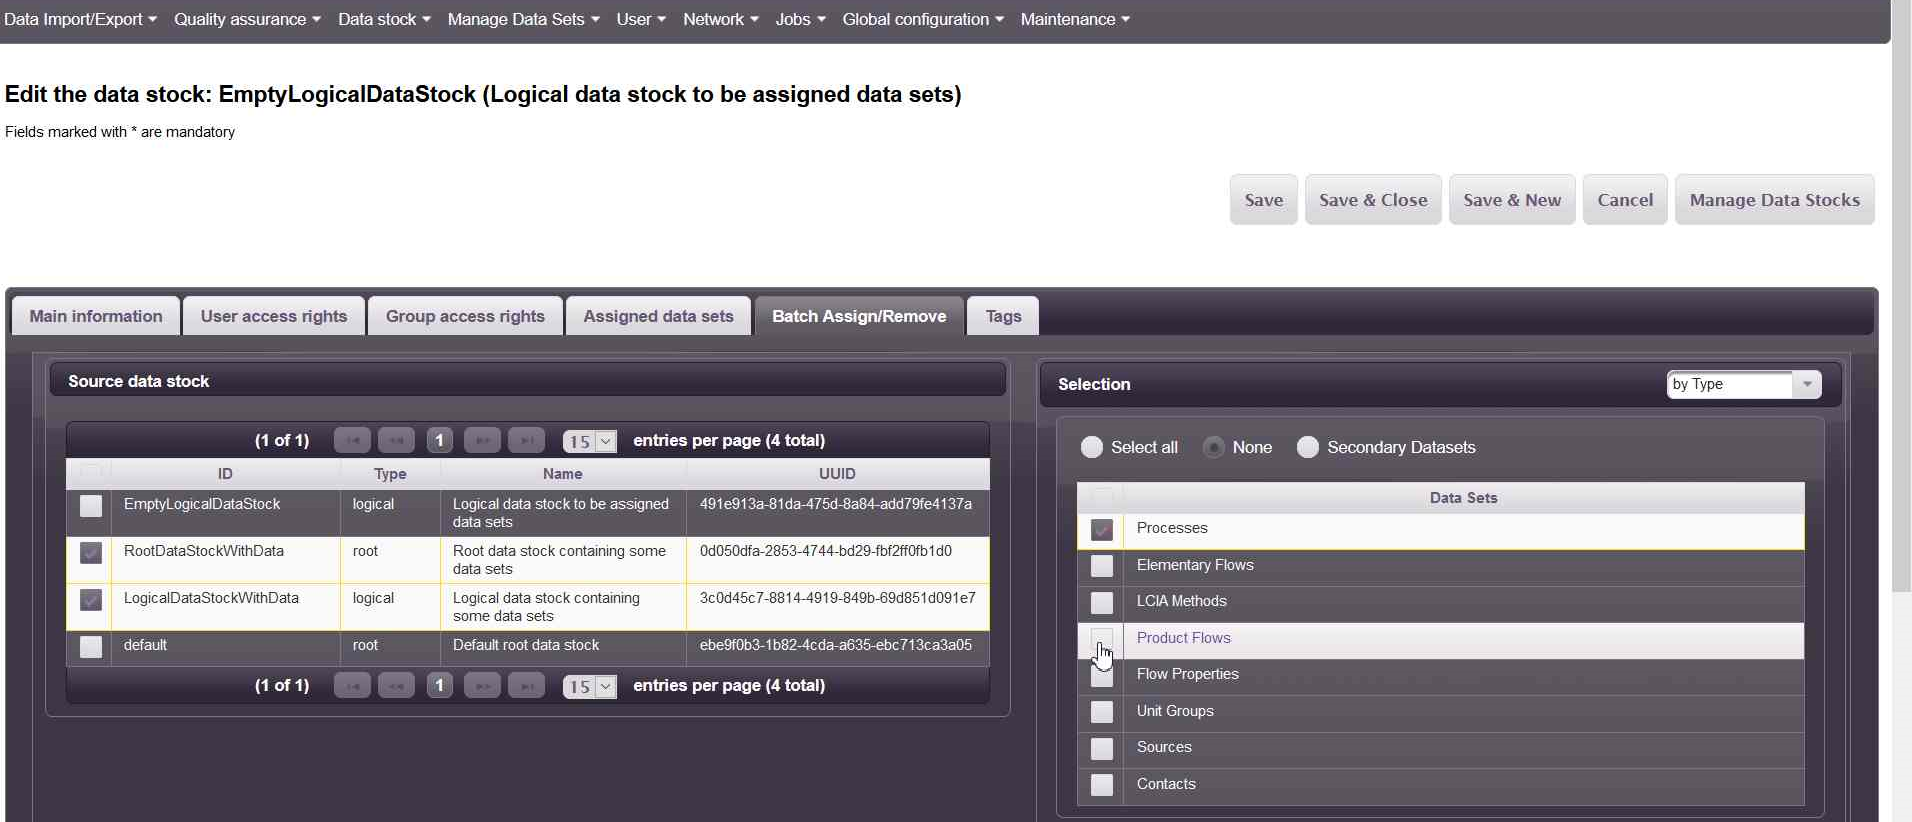 Data Import/Export Quality assurance Data stock Manage Data Sets User Network Jobs Global configuration Maintenance
Edit the data stock: EmptyLogicalDataStock (Logical data stock to be assigned data sets)
Fields marked with * are mandatory
Save Save & Close Save & New Cancel Manage Data Stocks
Main information User access rights Group access rights Assigned data sets Batch Assign/Remove Tags
Source data stock
(1 of 1) 1 15 entries per page (4 total)
ID Type Name UUID
EmptyLogicalDataStock logical Logical data stock to be assigned 491e913a-81da-475d-8a84-add79fe4137a
data sets
RootDataStockWithData root Root data stock containing some 0d050dfa-2853-4744-bd29-fbf2ff0fb1d0
data sets
LogicalDataStockWithData logical Logical data stock containing 3c0d45c7-8814-4919-849b-69d851d091e7
some data sets
default root Default root data stock ebe9f0b3-1b82-4cda-a635-ebc713ca3a05
(1 of 1) 1 15 entries per page (4 total)
Selection by Type
Select all None Secondary Datasets
Data Sets
Processes
Elementary Flows
LCIA Methods
Product Flows
Flow Properties
Unit Groups
Sources
Contacts